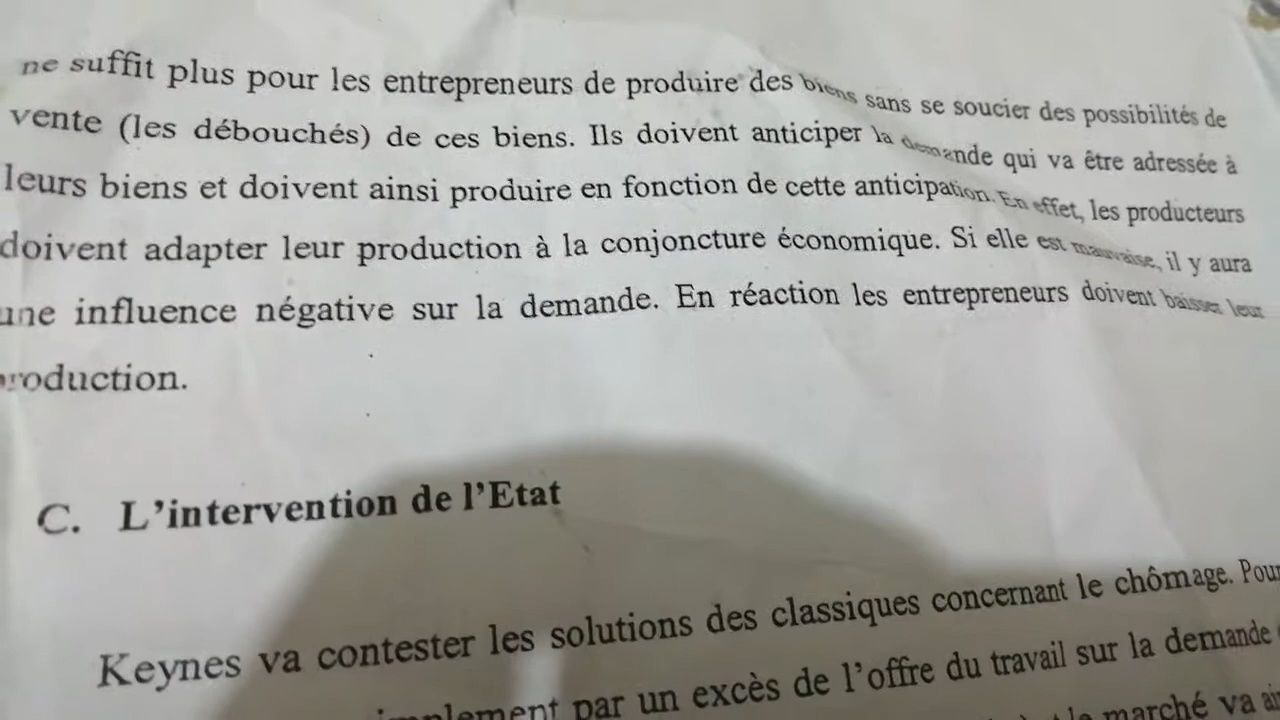 ne suffit plus pour les entrepreneurs de produire des biens sans se soucier des possibilités de
vente (les débouchés) de ces biens. Ils doivent anticiper la demande qui va être adressée à
leurs biens et doivent ainsi produire en fonction de cette anticipation. En effet, les producteurs
doivent adapter leur production à la conjoncture économique. Si elle est mauvaise, il y aura
une influence négative sur la demande. En réaction les entrepreneurs doivent baisser leur
production.
C. L'intervention de l'Etat
Keynes va contester les solutions des classiques concernant le chômage. Pour
par un excès de l'offre du travail sur la demande
le marché va